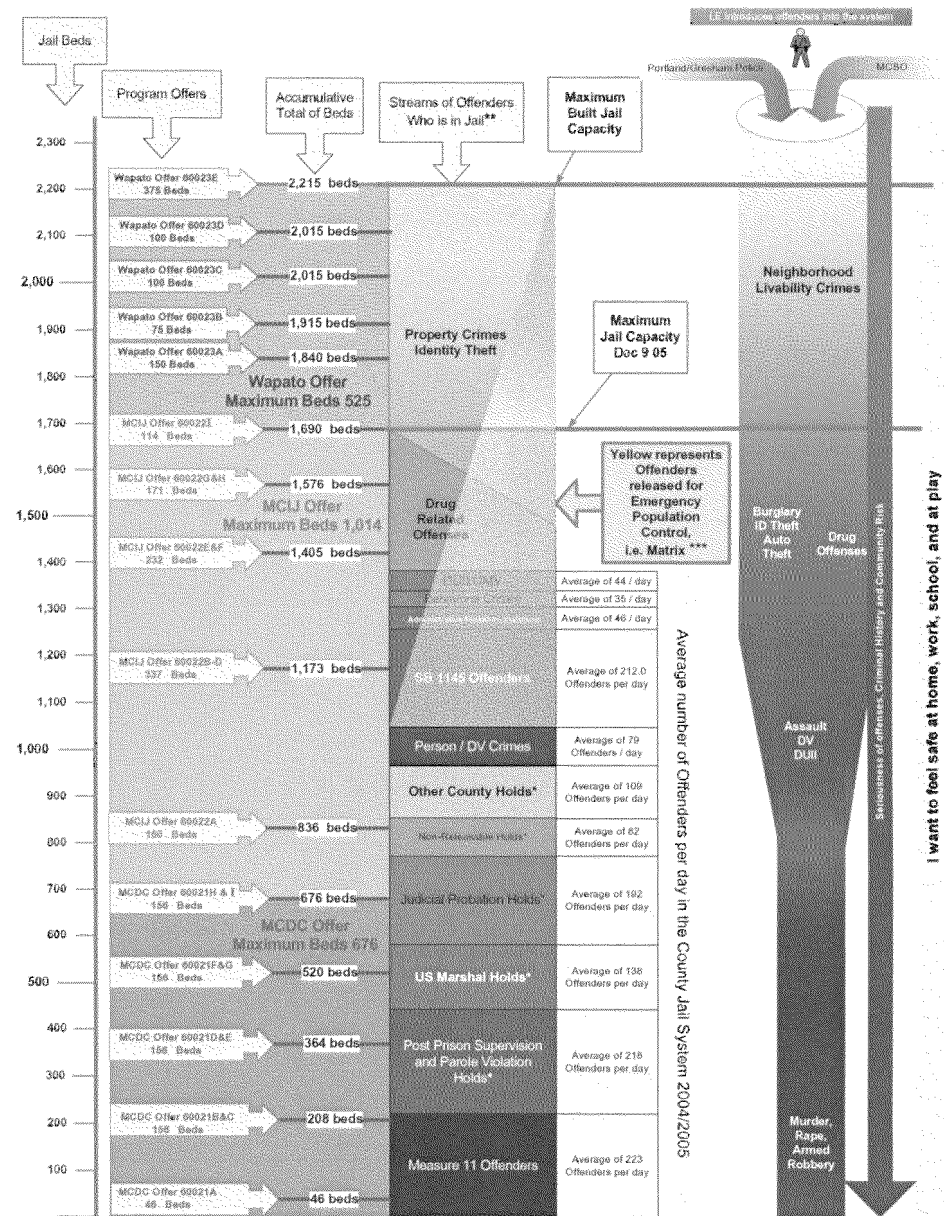 LE introduces offenders into the system
Portland/Gresham Police
MCSO
Jail Beds
Program Offers
Accumulative
Total of Beds
Streams of Offenders
Who is in Jail**
Maximum
Built Jail
Capacity
2,300
2,200
2,100
2,000
1,900
1,800
1,700
1,600
1,500
1,400
1,300
1,200
1,100
1,000
900
800
700
600
500
400
300
200
100
Wapato Offer 60023E
375 Beds
2,215 beds
Wapato Offer 60023D
100 Beds
2,015 beds
Wapato Offer 60023C
100 Beds
2,015 beds
Wapato Offer 60023B
75 Beds
1,915 beds
Wapato Offer 60023A
150 Beds
1,840 beds
Wapato Offer
Maximum Beds 525
MCIJ Offer 60022I
114 Beds
1,690 beds
MCIJ Offer 60022G&H
171 Beds
1,576 beds
MCIJ Offer
Maximum Beds 1,014
MCIJ Offer 60022E&F
232 Beds
1,405 beds
MCIJ Offer 60022B-D
337 Beds
1,173 beds
MCIJ Offer 60022A
Beds
836 beds
MCDC Offer 60021H & I
156 Beds
676 beds
MCDC Offer
Maximum Beds 676
MCDC Offer 60021F&G
156 Beds
520 beds
MCDC Offer 60021D&E
156 Beds
364 beds
MCDC Offer 60021B&C
156 Beds
208 beds
MCDC Offer 60021A
46 Beds
46 beds
Property Crimes
Identity Theft
Drug
Related
Offenses
SB 1145 Offenders
Person / DV Crimes
Other County Holds*
Non-Releasable Holds*
Judicial Probation Holds*
US Marshal Holds*
Post Prison Supervision
and Parole Violation
Holds*
Measure 11 Offenders
Maximum
Jail Capacity
Dec 9 05
Yellow represents
Offenders
released for
Emergency
Population
Control,
i.e. Matrix ***
Average of 44 / day
Average of 35 / day
Average of 46 / day
Average of 212.0
Offenders per day
Average of 79
Offenders / day
Average of 109
Offenders per day
Average of 82
Offenders per day
Average of 192
Offenders per day
Average of 138
Offenders per day
Average of 218
Offenders per day
Average of 223
Offenders per day
Average number of Offenders per day in the County Jail System 2004/2005
Neighborhood
Livability Crimes
Burglary
ID Theft
Auto
Theft
Drug
Offenses
Assault
DV
DUII
Murder,
Rape,
Armed
Robbery
Seriousness of offenses, Criminal History and Community Risk
I want to feel safe at home, work, school, and at play